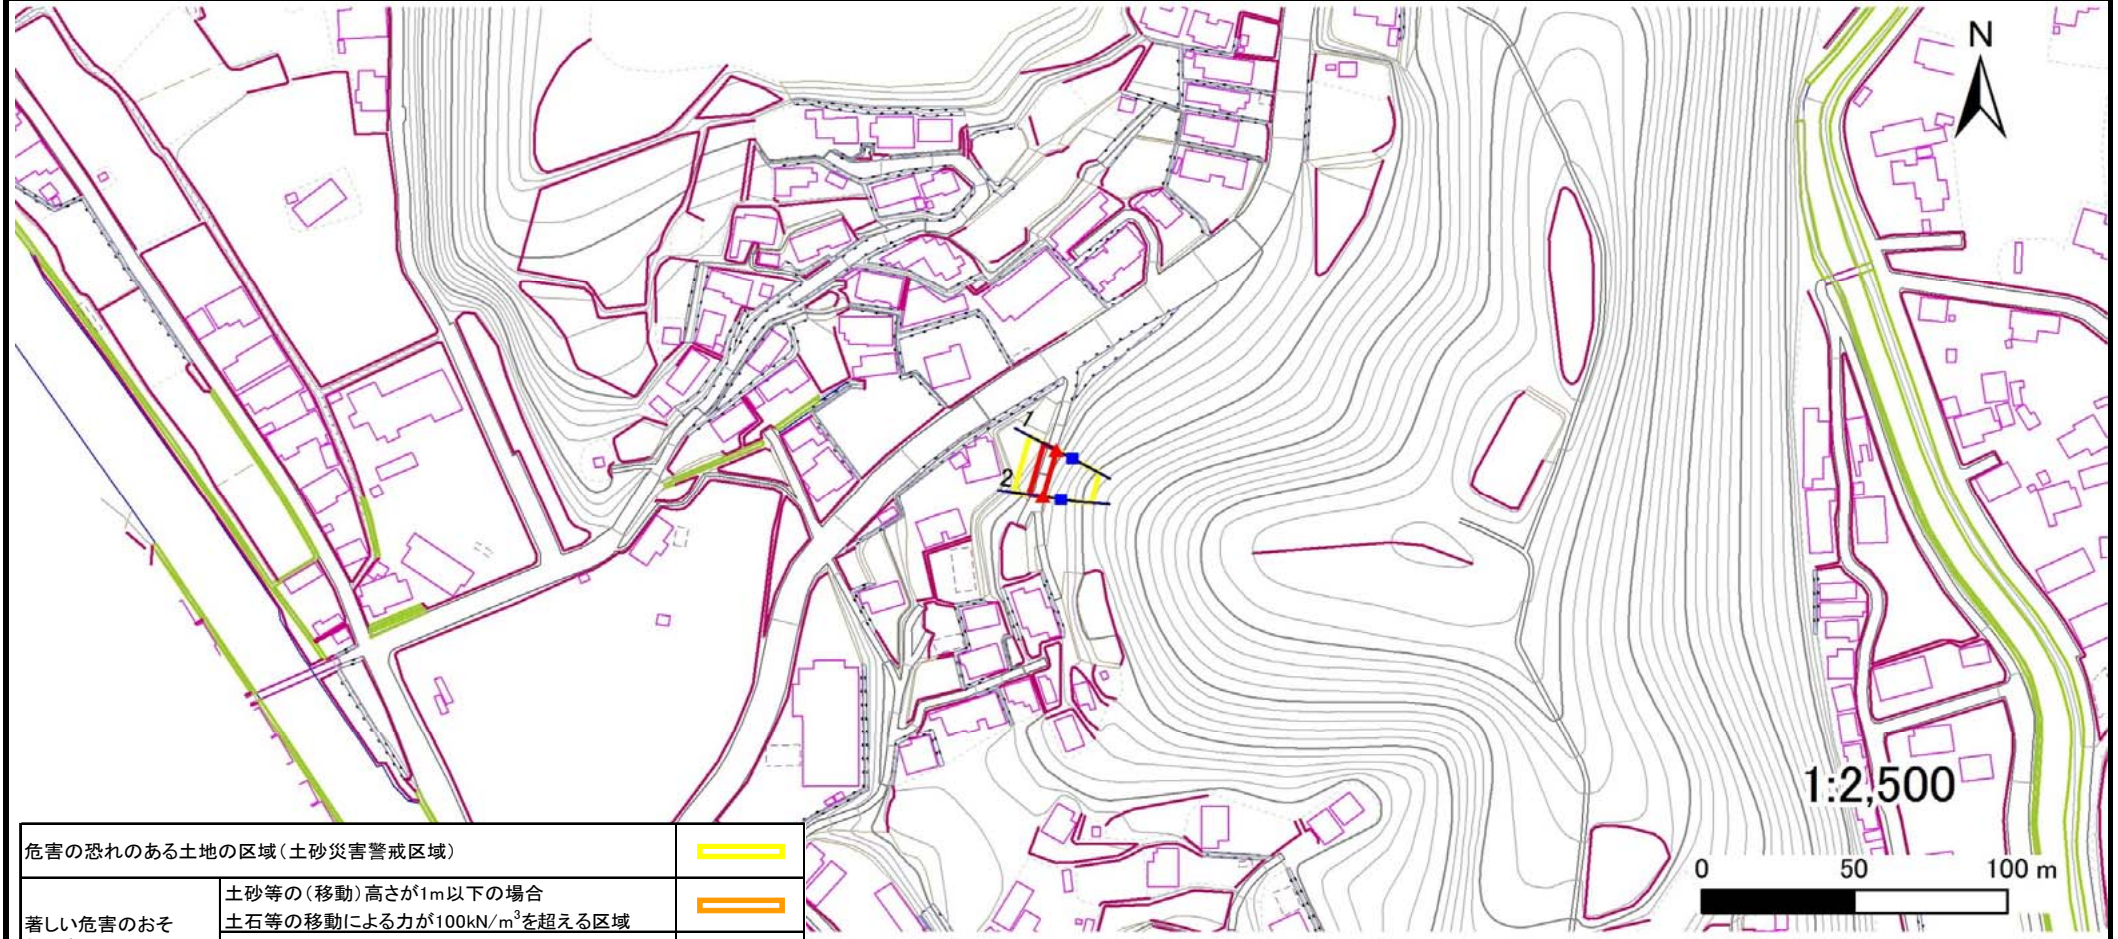 N
1
2
1:2,500
0 50 100 m
危害の恐れのある土地の区域（土砂災害警戒区域）
土砂等の（移動）高さが1m以下の場合
土石等の移動による力が100kN/m³を超える区域
著しい危害のおそ